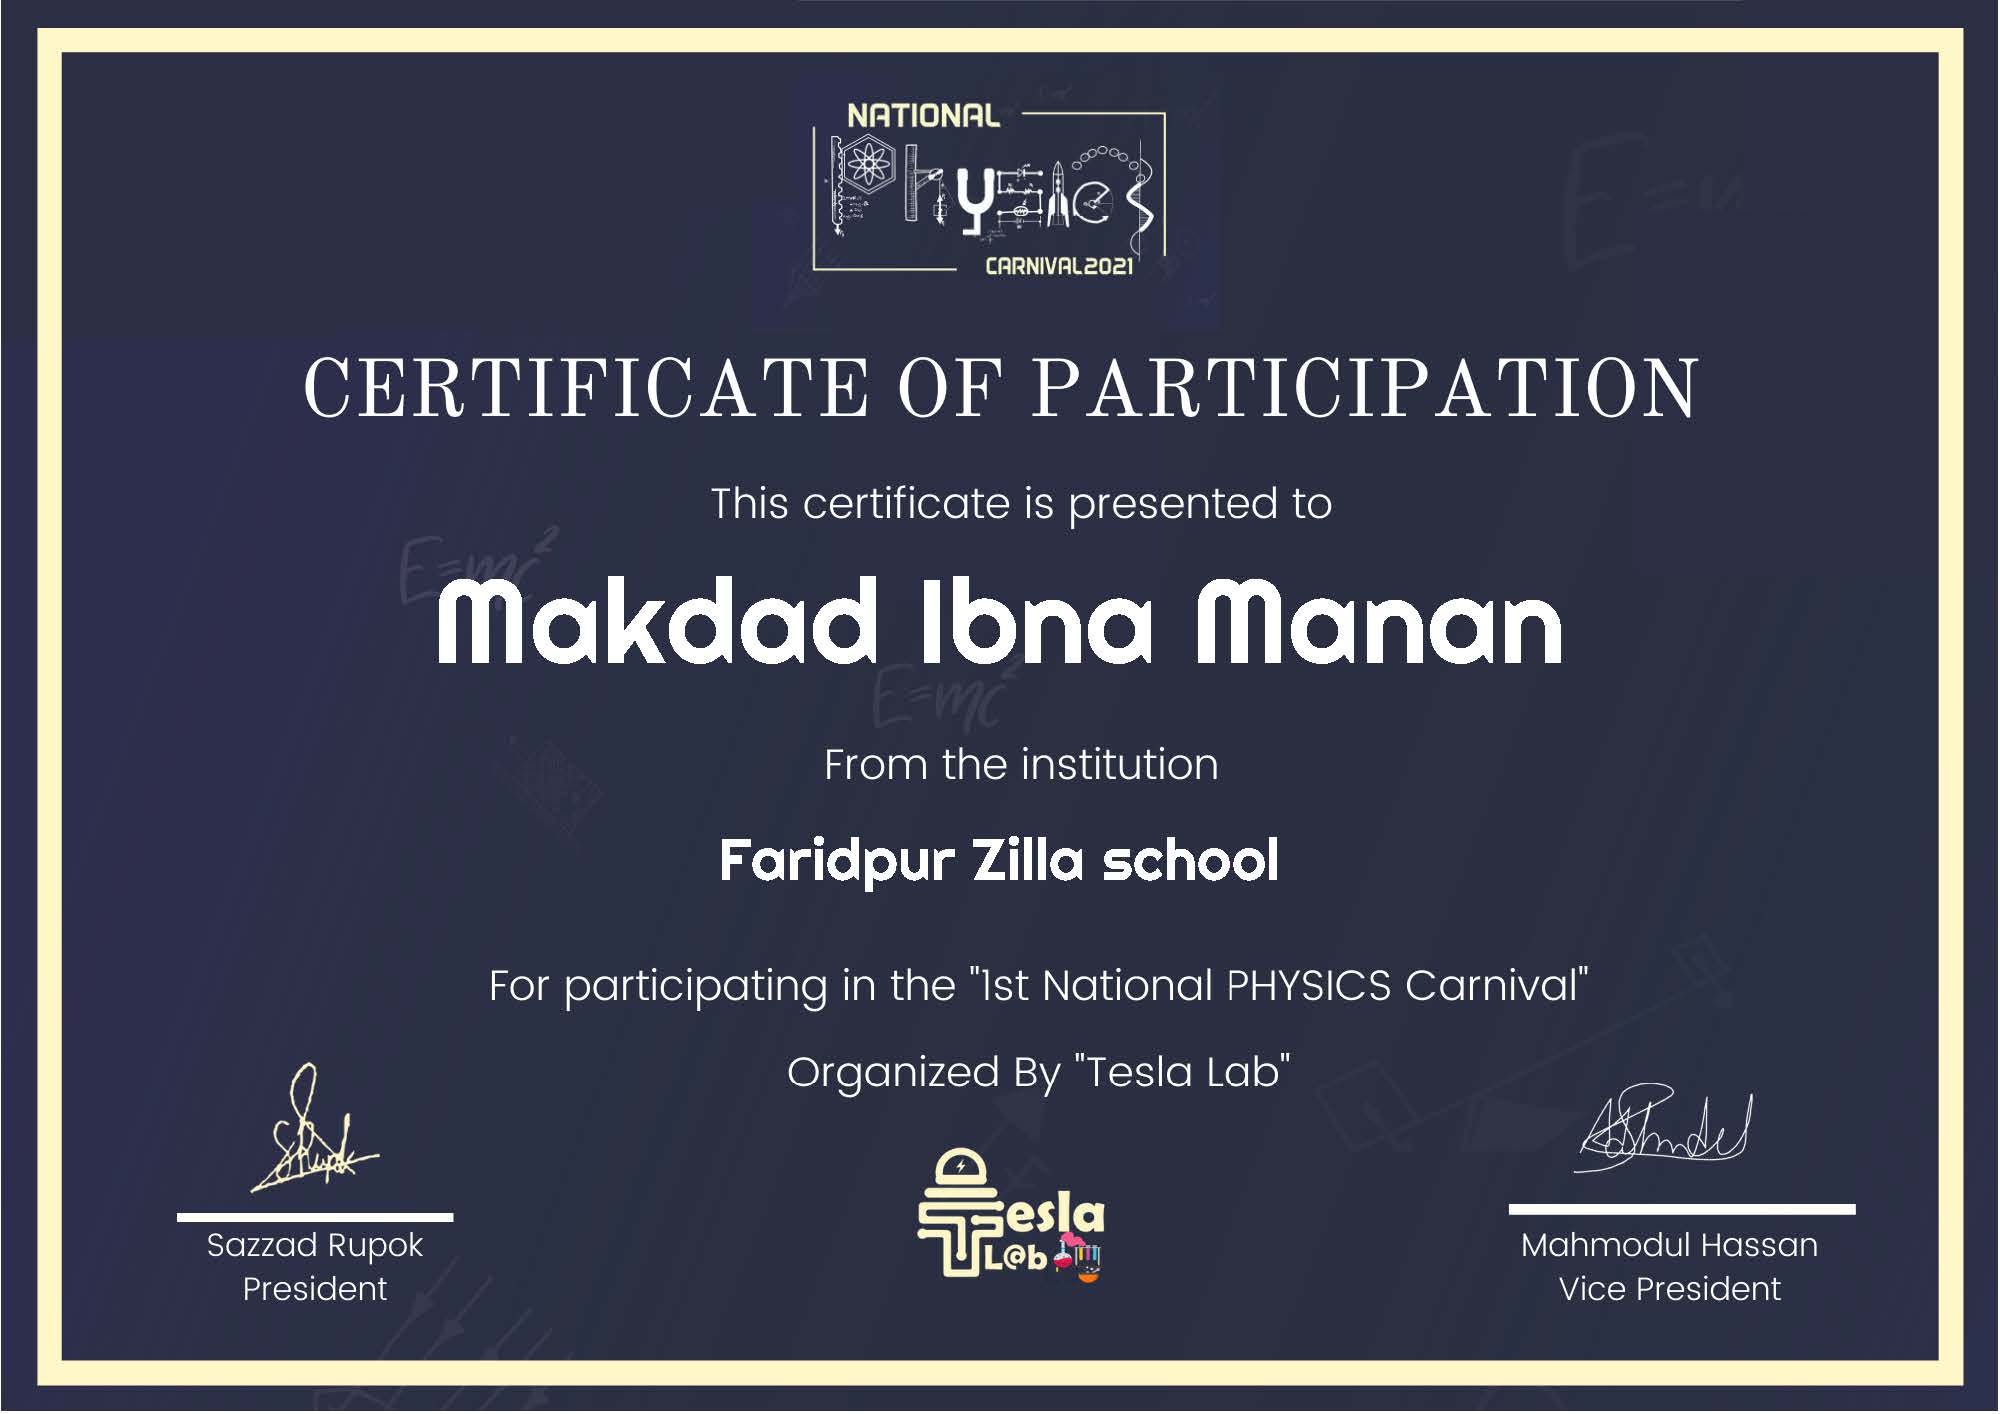 NATIONAL
PhYSICS
CARNIVAL2021
CERTIFICATE OF PARTICIPATION
This certificate is presented to
E=mc²
Makdad Ibna Manan
E=mc²
From the institution
Faridpur Zilla school
For participating in the "1st National PHYSICS Carnival"
Organized By "Tesla Lab"
Tesla
L@b
Sazzad Rupok
President
Mahmodul Hassan
Vice President